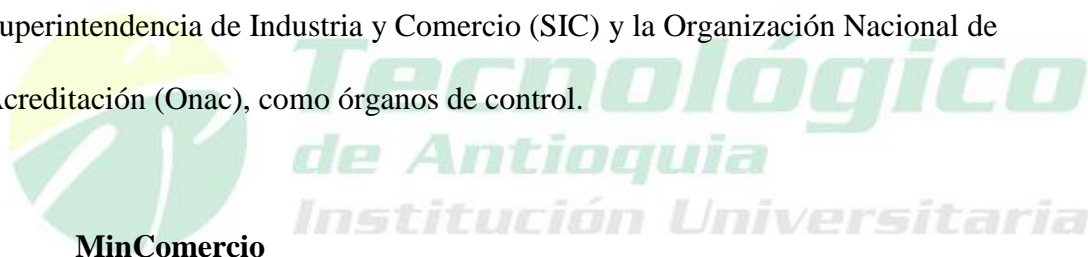 uperintendencia de Industria y Comercio (SIC) y la Organización Nacional de
creditación (Onac), como órganos de control.
Tecnológico
de Antioquia
Institución Universitaria
MinComercio